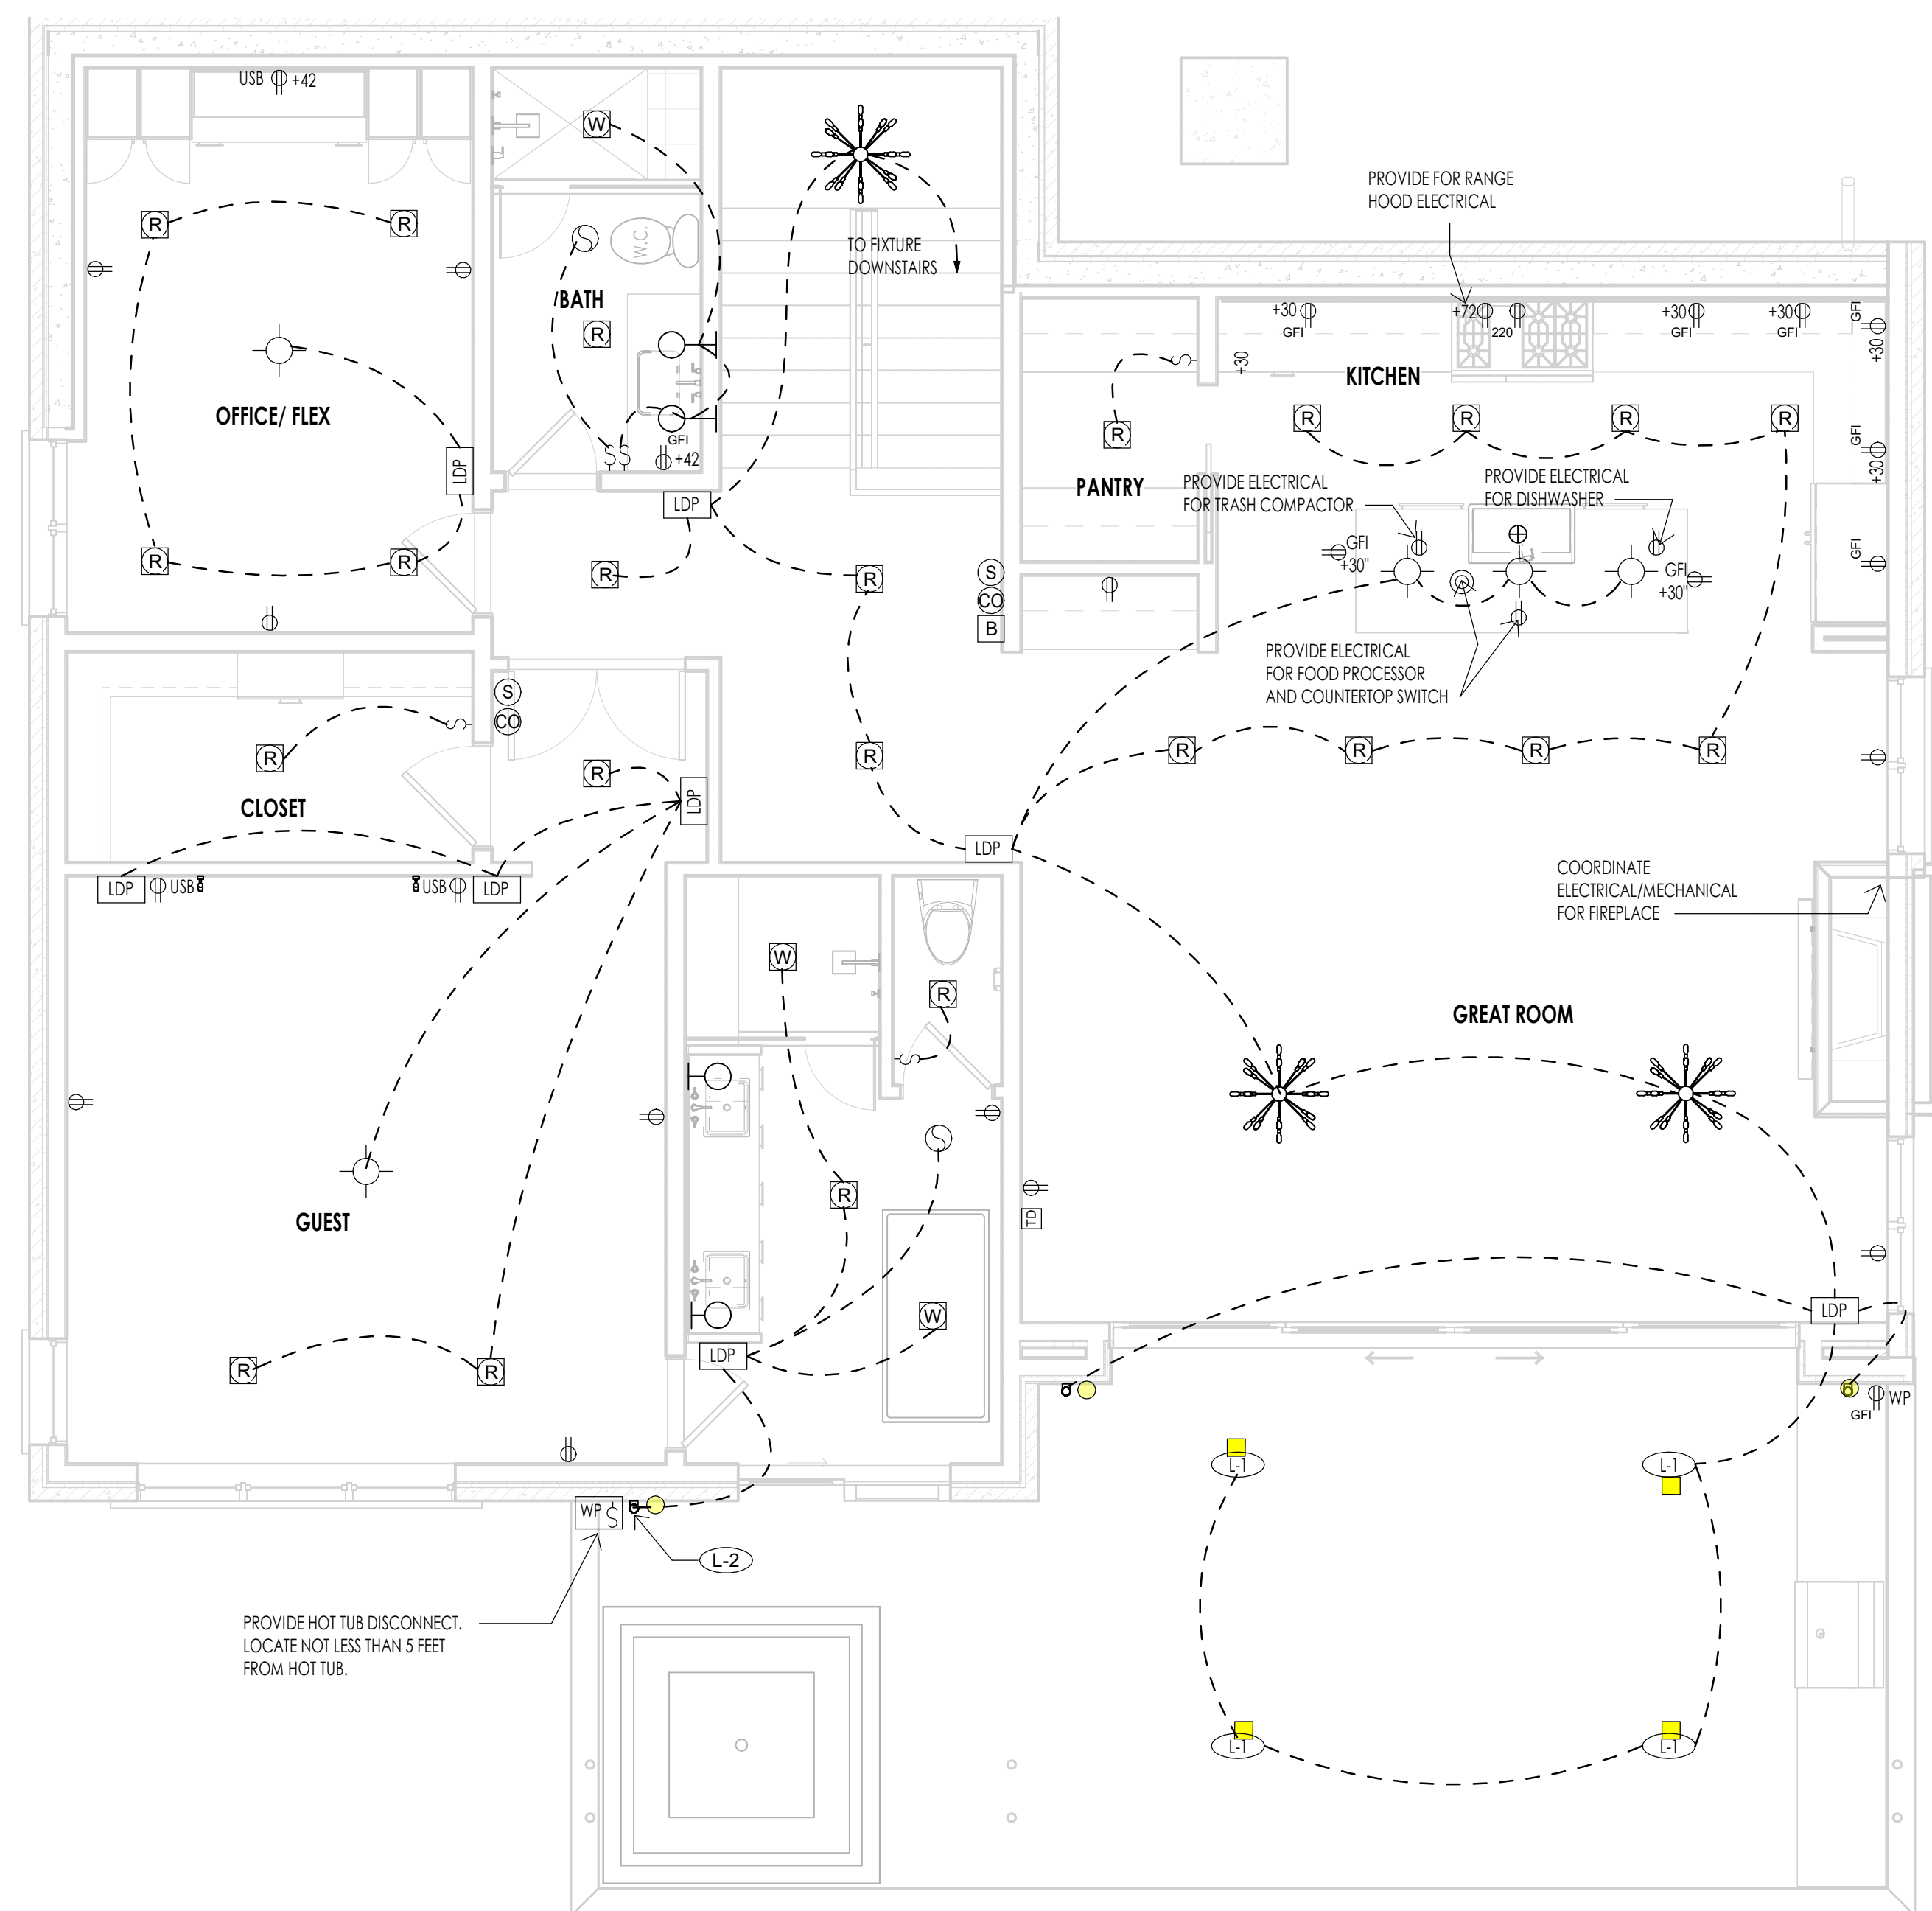 USB +42
W
PROVIDE FOR RANGE
HOOD ELECTRICAL
R
R
W.C.
TO FIXTURE
DOWNSTAIRS
BATH
R
+30
GFI
+72
220
+30
GFI
+30
GFI
GFI
+30
+30
KITCHEN
OFFICE/ FLEX
R
R
R
R
R
GFI
+42
GFI
+30
LDP
PANTRY
PROVIDE ELECTRICAL
FOR TRASH COMPACTOR
PROVIDE ELECTRICAL
FOR DISHWASHER
LDP
GFI
+30"
GFI
+30"
GFI
R
R
R
R
S
CO
B
PROVIDE ELECTRICAL
FOR FOOD PROCESSOR
AND COUNTERTOP SWITCH
S
CO
R
R
R
R
R
R
R
CLOSET
LDP
LDP
LDP
USB
USB
LDP
COORDINATE
ELECTRICAL/MECHANICAL
FOR FIREPLACE
W
R
GREAT ROOM
R
GUEST
TD
W
LDP
LDP
R
R
GFI
WP
L-1
L-1
WP
L-2
PROVIDE HOT TUB DISCONNECT.
LOCATE NOT LESS THAN 5 FEET
FROM HOT TUB.
L-1
L-1